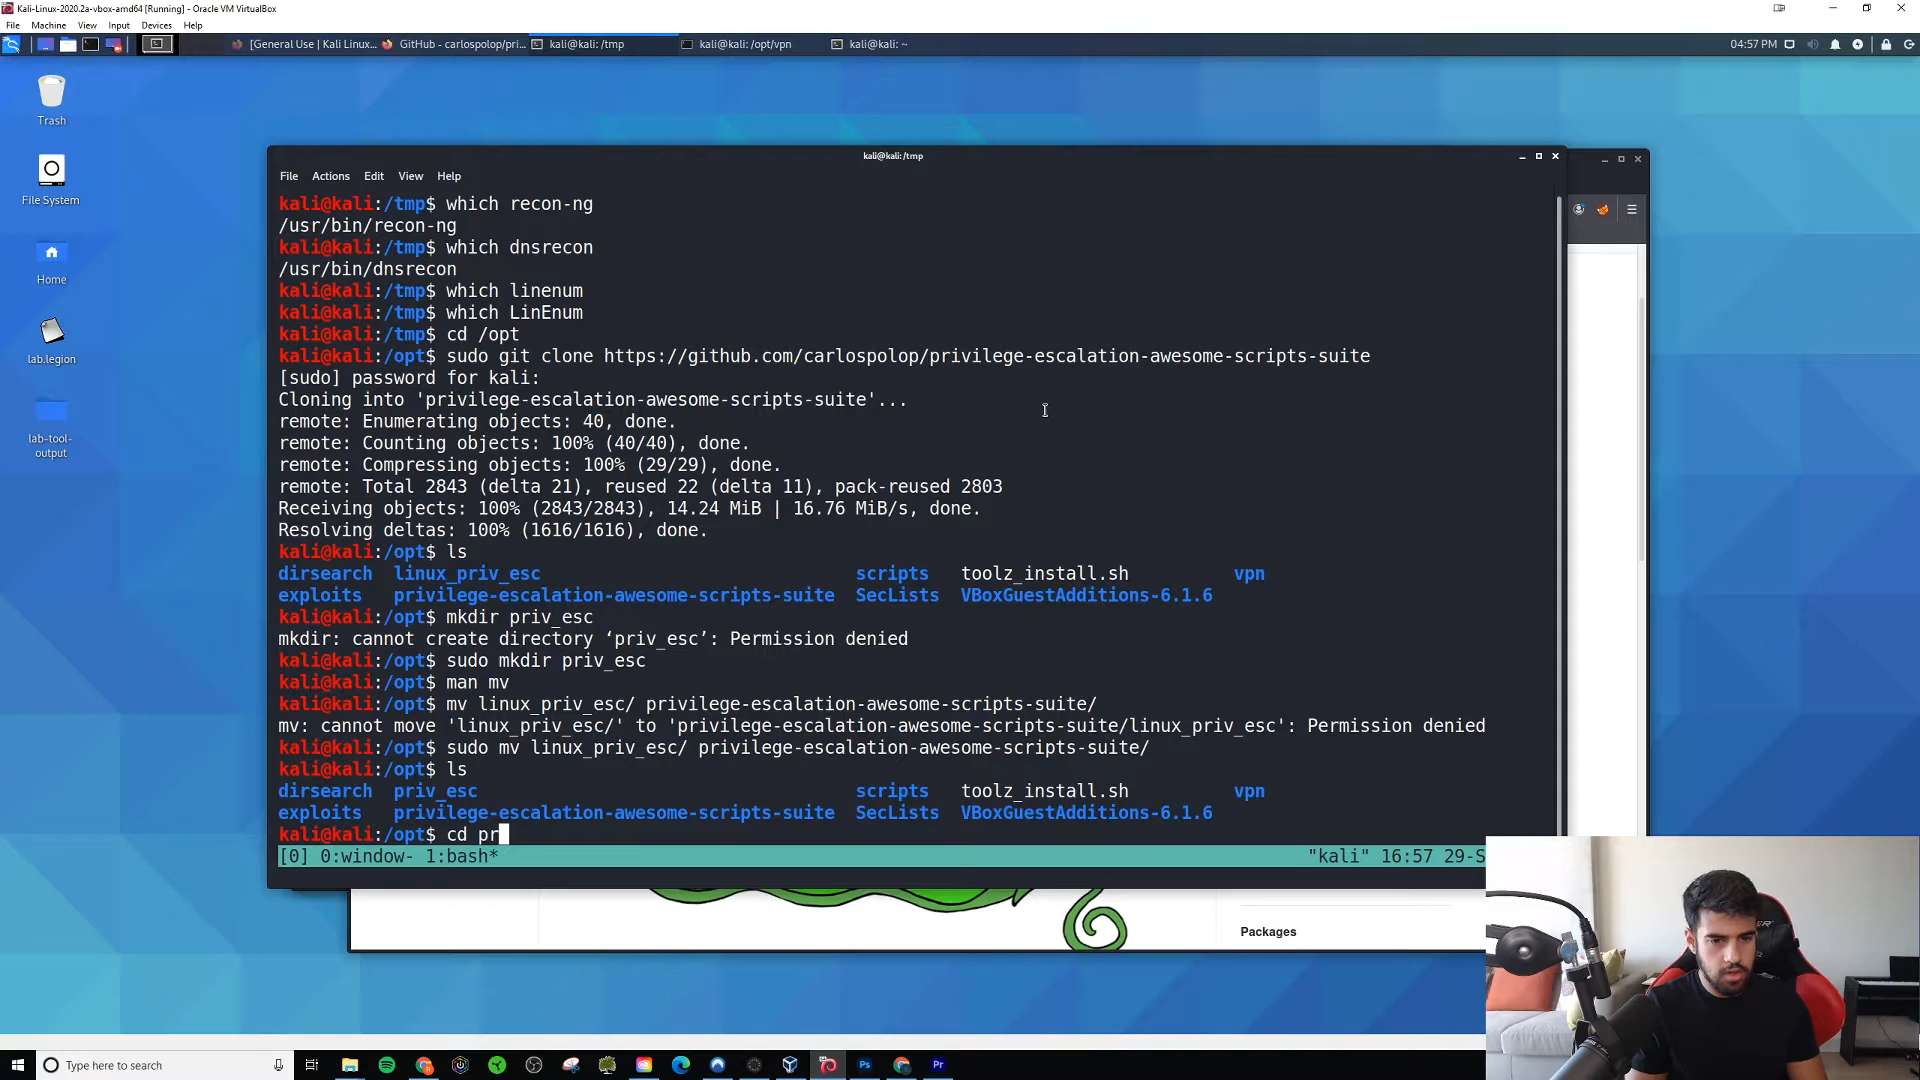 Kali-Linux-2020.2a-vbox-amd64 [Running] - Oracle VM VirtualBox
File Machine View Input Devices Help
[General Use | Kali Linux... GitHub - carlospolop/pri... kali@kali: /tmp kali@kali: /opt/vpn kali@kali: ~ 04:57 PM
Trash
File System
Home
lab.legion
lab-tool-
output
kali@kali: /tmp
File Actions Edit View Help
kali@kali:/tmp$ which recon-ng
/usr/bin/recon-ng
kali@kali:/tmp$ which dnsrecon
/usr/bin/dnsrecon
kali@kali:/tmp$ which linenum
kali@kali:/tmp$ which LinEnum
kali@kali:/tmp$ cd /opt
kali@kali:/opt$ sudo git clone https://github.com/carlospolop/privilege-escalation-awesome-scripts-suite
[sudo] password for kali:
Cloning into 'privilege-escalation-awesome-scripts-suite'...
remote: Enumerating objects: 40, done.
remote: Counting objects: 100% (40/40), done.
remote: Compressing objects: 100% (29/29), done.
remote: Total 2843 (delta 21), reused 22 (delta 11), pack-reused 2803
Receiving objects: 100% (2843/2843), 14.24 MiB | 16.76 MiB/s, done.
Resolving deltas: 100% (1616/1616), done.
kali@kali:/opt$ ls
dirsearch linux_priv_esc scripts toolz_install.sh vpn
exploits privilege-escalation-awesome-scripts-suite SecLists VBoxGuestAdditions-6.1.6
kali@kali:/opt$ mkdir priv_esc
mkdir: cannot create directory ‘priv_esc’: Permission denied
kali@kali:/opt$ sudo mkdir priv_esc
kali@kali:/opt$ man mv
kali@kali:/opt$ mv linux_priv_esc/ privilege-escalation-awesome-scripts-suite/
mv: cannot move 'linux_priv_esc/' to 'privilege-escalation-awesome-scripts-suite/linux_priv_esc': Permission denied
kali@kali:/opt$ sudo mv linux_priv_esc/ privilege-escalation-awesome-scripts-suite/
kali@kali:/opt$ ls
dirsearch priv_esc scripts toolz_install.sh vpn
exploits privilege-escalation-awesome-scripts-suite SecLists VBoxGuestAdditions-6.1.6
kali@kali:/opt$ cd pr
[0] 0:window- 1:bash* "kali" 16:57 29-S
Packages
Type here to search
Ps
Pr